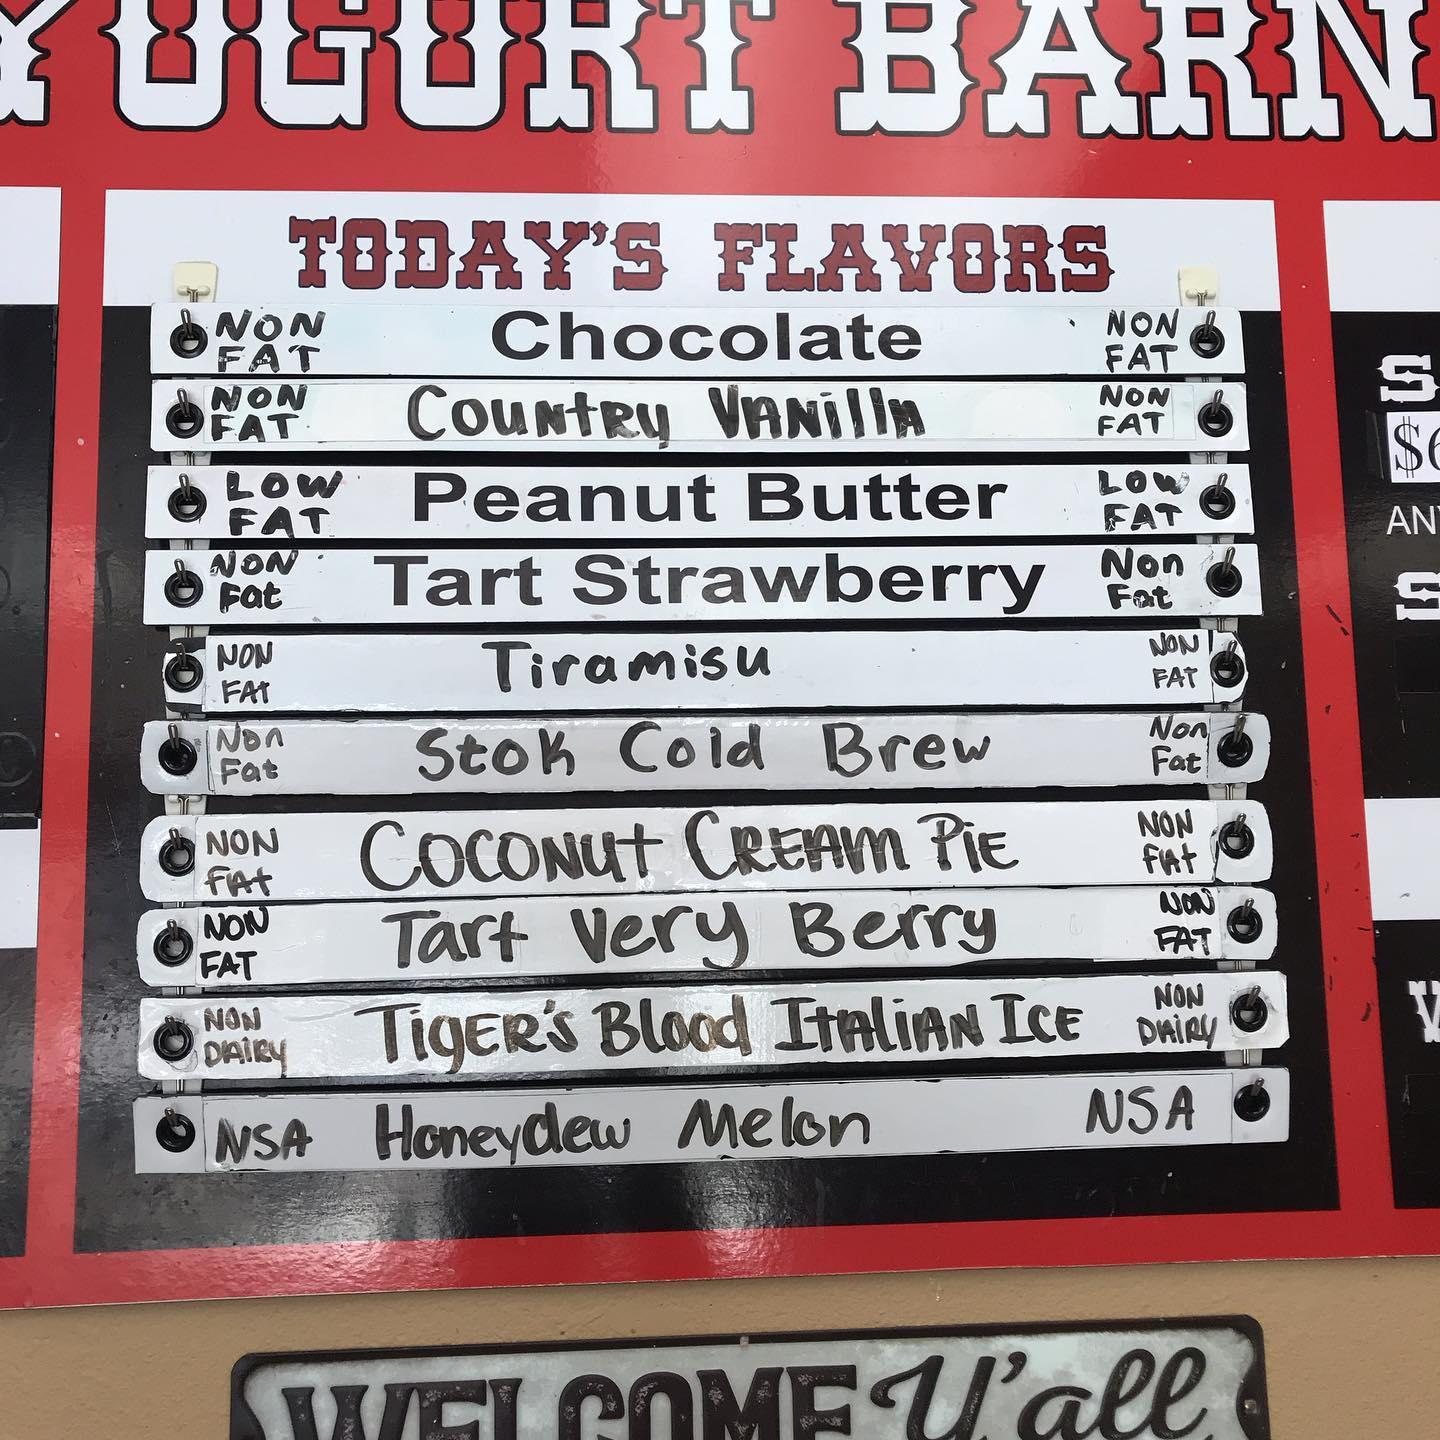 YOGURT BARN
TODAY'S FLAVORS
NON FAT Chocolate NON FAT
NON FAT Country VANilla NON FAT
LOW FAT Peanut Butter LOW FAT
NON Fat Tart Strawberry Non Fat
NON FAt Tiramisu NON FAT
Non Fat Stok Cold Brew Non Fat
NON FAt COCONut CREAM PiE NON FAt
NON FAT Tart Very Berry NON FAT
NON DAiRy TigER's Blood ItAliAN ICE NON DAiRy
NSA Honeydew Melon NSA
$6
WELCOME Y'all